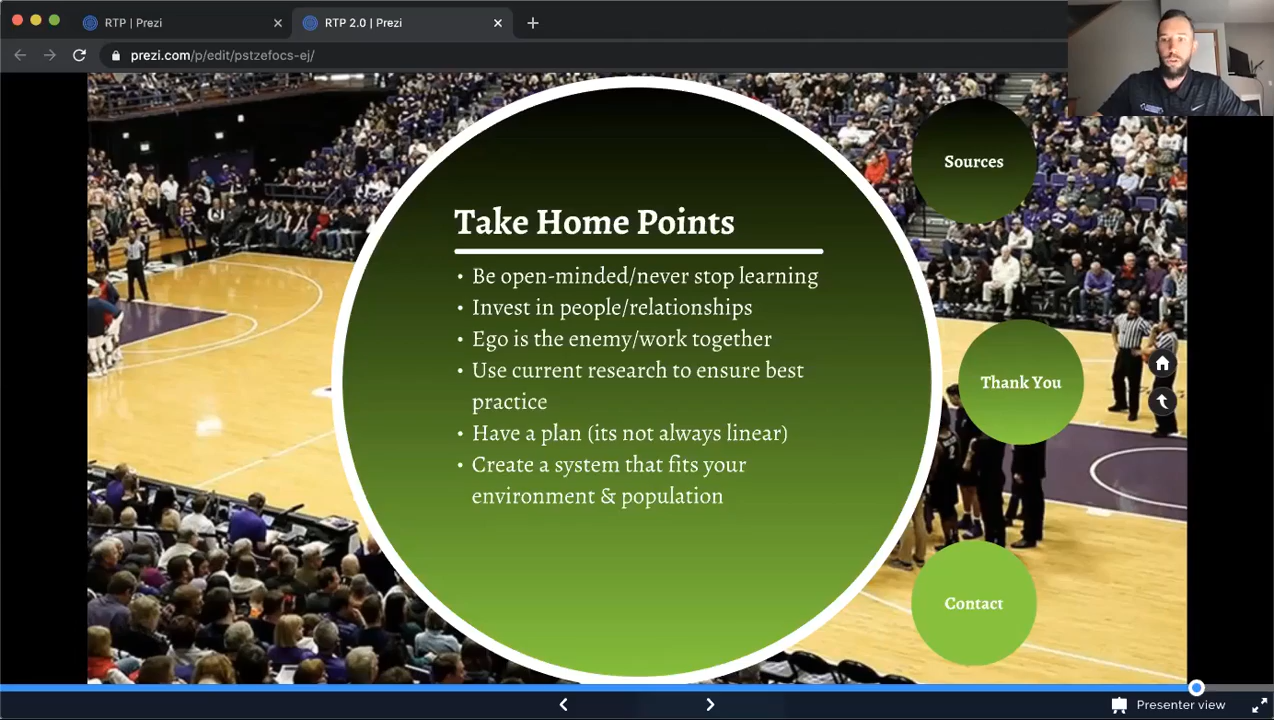 RTP | Prezi
RTP 2.0 | Prezi
prezi.com/p/edit/pstzefocs-ej/
Sources
Take Home Points
• Be open-minded/never stop learning
• Invest in people/relationships
• Ego is the enemy/work together
• Use current research to ensure best
practice
• Have a plan (its not always linear)
• Create a system that fits your
environment & population
Thank You
Contact
Presenter view